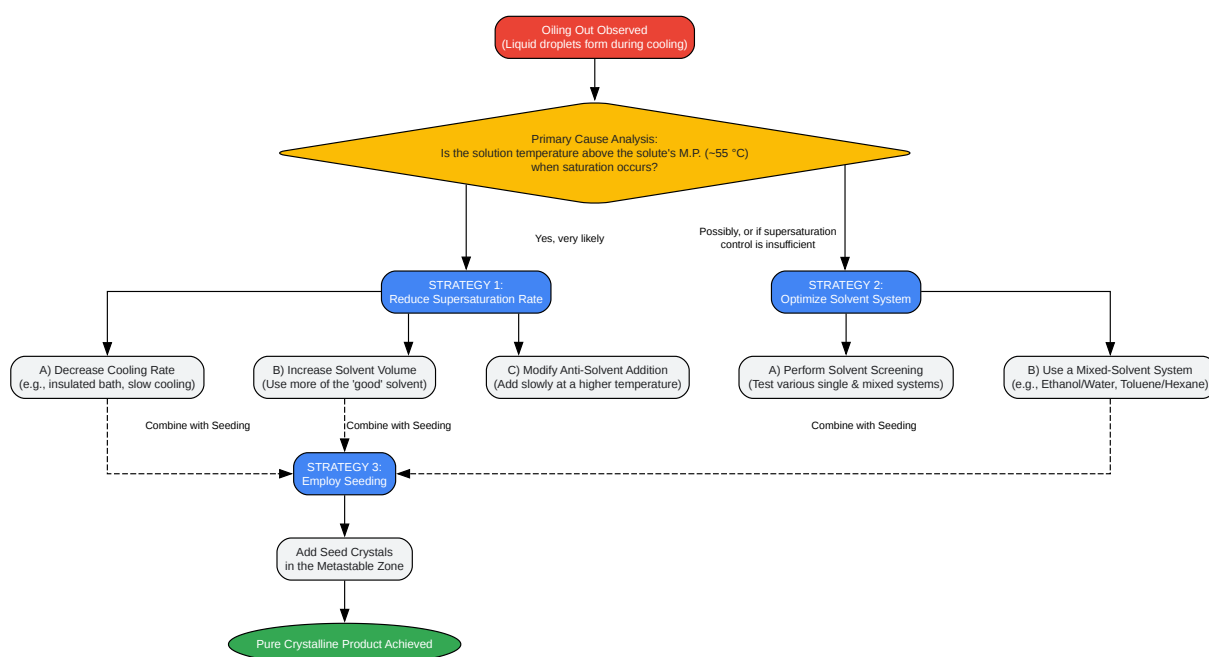 Oiling Out Observed
(Liquid droplets form during cooling)
Primary Cause Analysis:
Is the solution temperature above the solute's M.P. (~55 °C)
when saturation occurs?
Yes, very likely
Possibly, or if supersaturation
control is insufficient
STRATEGY 1:
Reduce Supersaturation Rate
STRATEGY 2:
Optimize Solvent System
A) Decrease Cooling Rate
(e.g., insulated bath, slow cooling)
B) Increase Solvent Volume
(Use more of the 'good' solvent)
C) Modify Anti-Solvent Addition
(Add slowly at a higher temperature)
A) Perform Solvent Screening
(Test various single & mixed systems)
B) Use a Mixed-Solvent System
(e.g., Ethanol/Water, Toluene/Hexane)
Combine with Seeding
Combine with Seeding
Combine with Seeding
STRATEGY 3:
Employ Seeding
Add Seed Crystals
in the Metastable Zone
Pure Crystalline Product Achieved